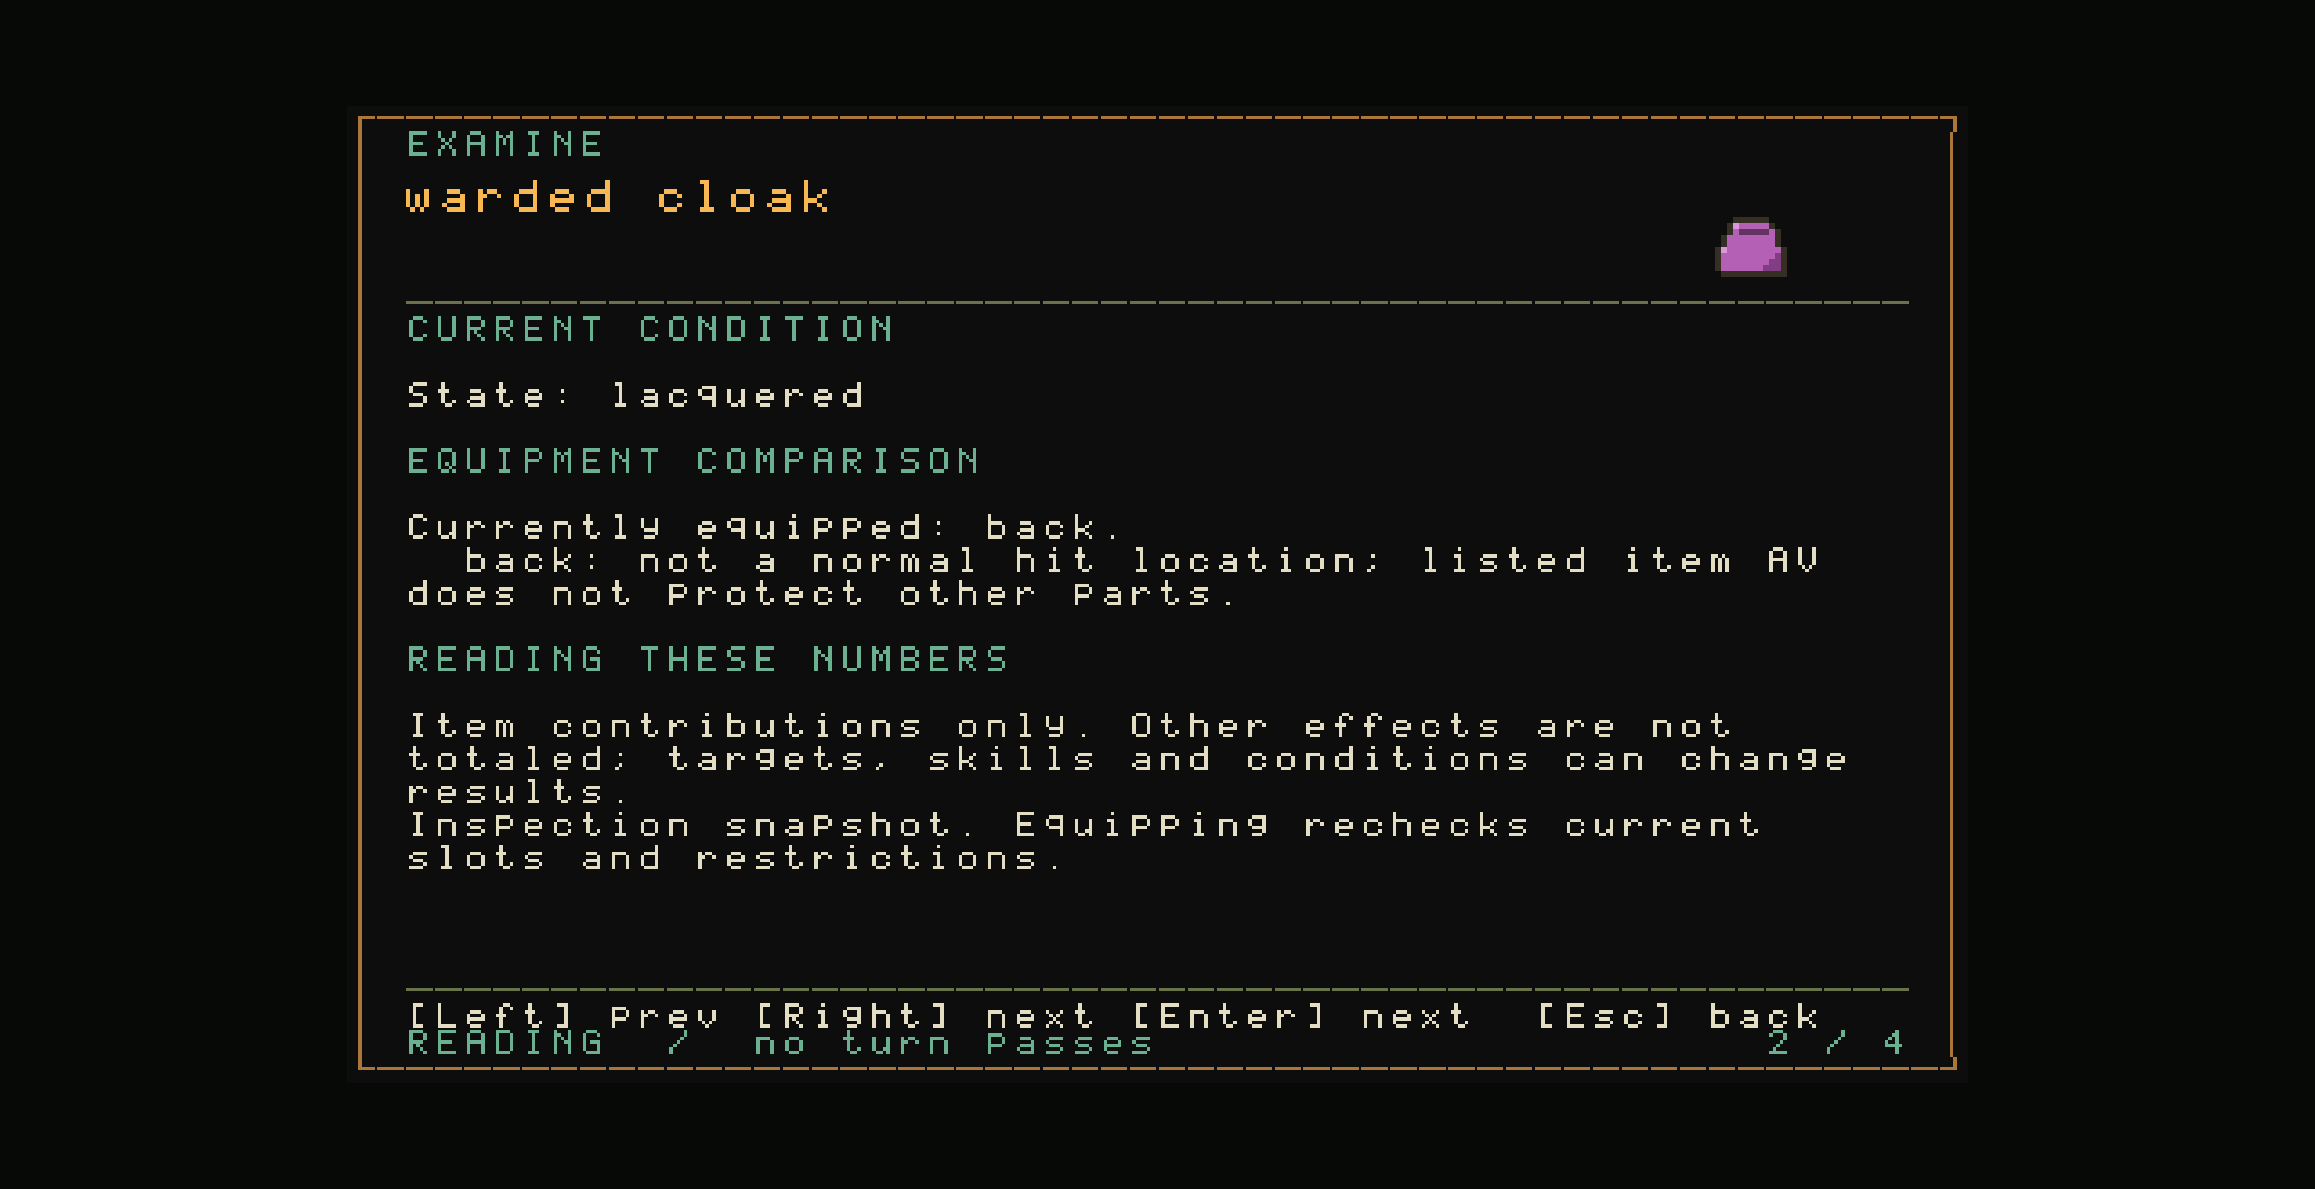 EXAMINE
warded cloak
CURRENT CONDITION
State: lacquered
EQUIPMENT COMPARISON
Currently equipped: back.
back: not a normal hit location; listed item AV
does not protect other parts.
READING THESE NUMBERS
Item contributions only. Other effects are not
totaled; targets, skills and conditions can change
results.
Inspection snapshot. Equipping rechecks current
slots and restrictions.
[Left] prev [Right] next [Enter] next [Esc] back
READING / no turn passes 2 / 4